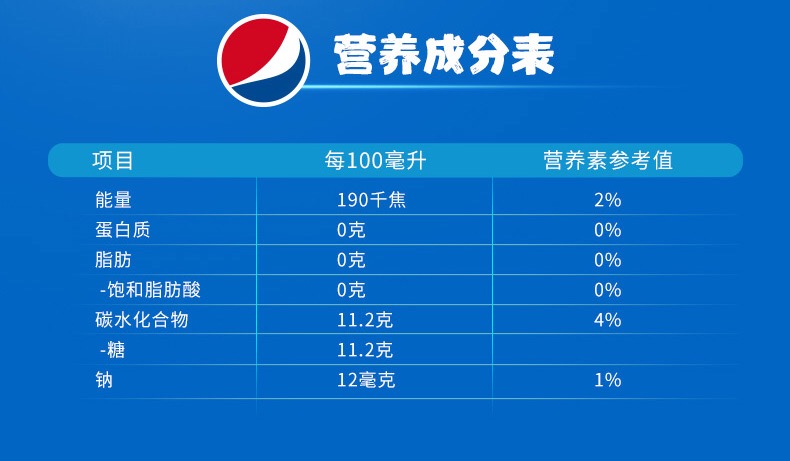 营养成分表
项目 每100毫升 营养素参考值
能量 190千焦 2%
蛋白质 0克 0%
脂肪 0克 0%
-饱和脂肪酸 0克 0%
碳水化合物 11.2克 4%
-糖 11.2克
钠 12毫克 1%